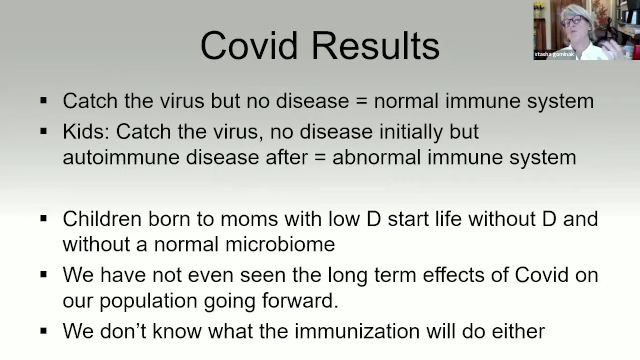 Covid Results
▪ Catch the virus but no disease = normal immune system
▪ Kids: Catch the virus, no disease initially but
autoimmune disease after = abnormal immune system
▪ Children born to moms with low D start life without D and
without a normal microbiome
▪ We have not even seen the long term effects of Covid on
our population going forward.
▪ We don't know what the immunization will do either